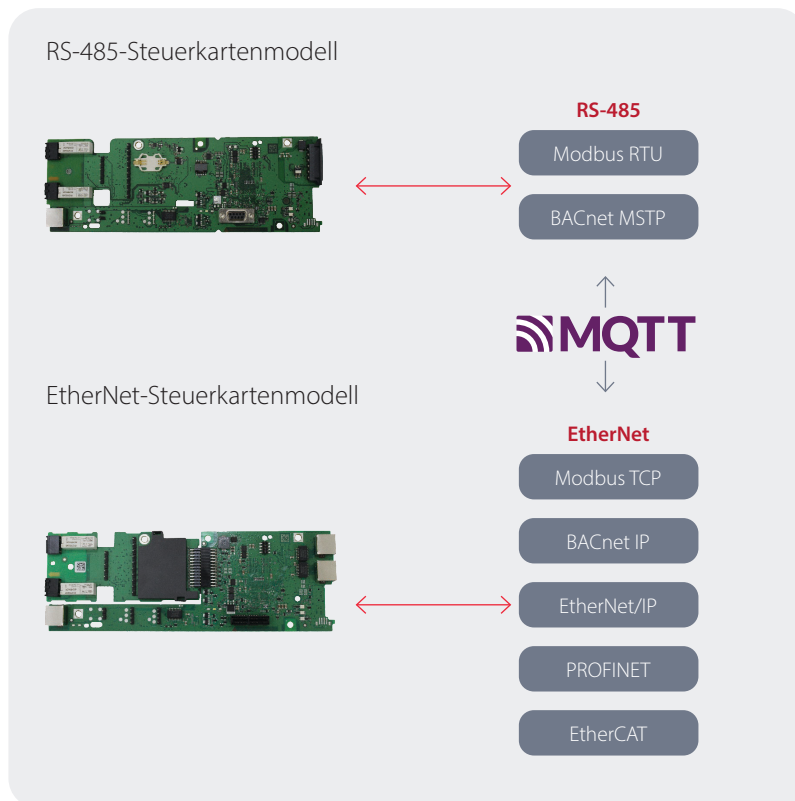 RS-485-Steuerkartenmodell
RS-485
Modbus RTU
BACnet MSTP
MQTT
EtherNet-Steuerkartenmodell
EtherNet
Modbus TCP
BACnet IP
EtherNet/IP
PROFINET
EtherCAT